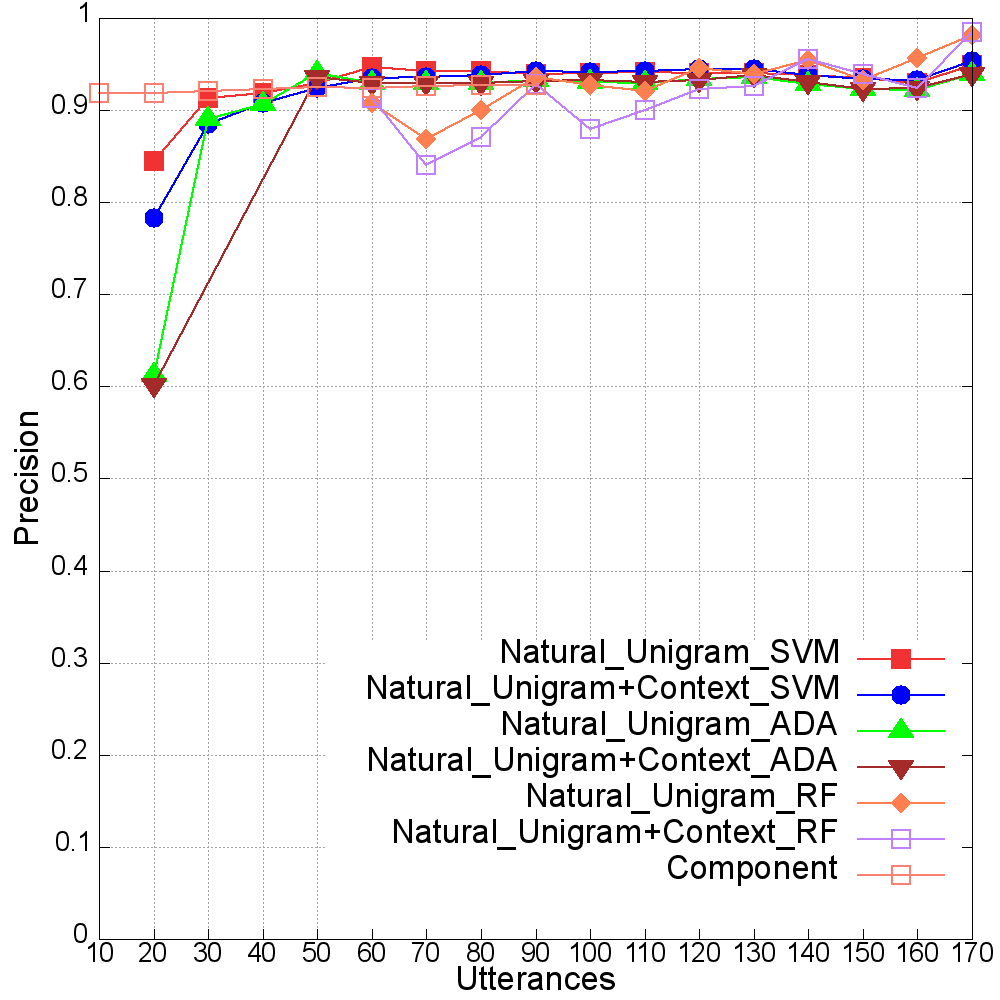 1
0.9
0.8
0.7
0.6
0.5
0.4
0.3
0.2
0.1
0
Precision
Natural_Unigram_SVM
Natural_Unigram+Context_SVM
Natural_Unigram_ADA
Natural_Unigram+Context_ADA
Natural_Unigram_RF
Natural_Unigram+Context_RF
Component
10 20 30 40 50 60 70 80 90 100 110 120 130 140 150 160 170
Utterances